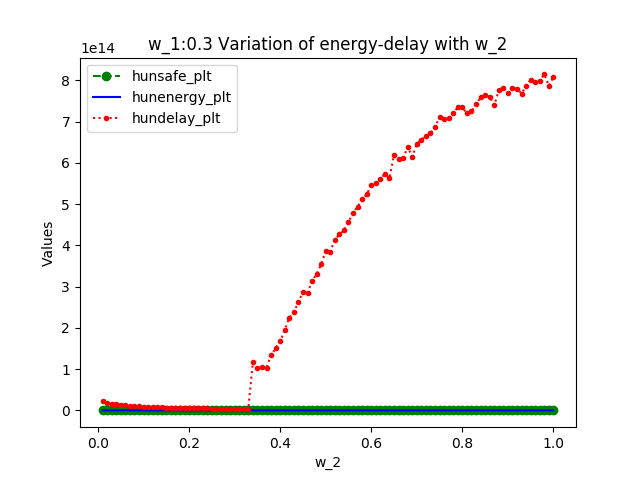 w_1:0.3 Variation of energy-delay with w_2
1e14
hunsafe_plt
hunenergy_plt
hundelay_plt
8
7
6
5
4
3
2
1
0
Values
0.0 0.2 0.4 0.6 0.8 1.0
w_2